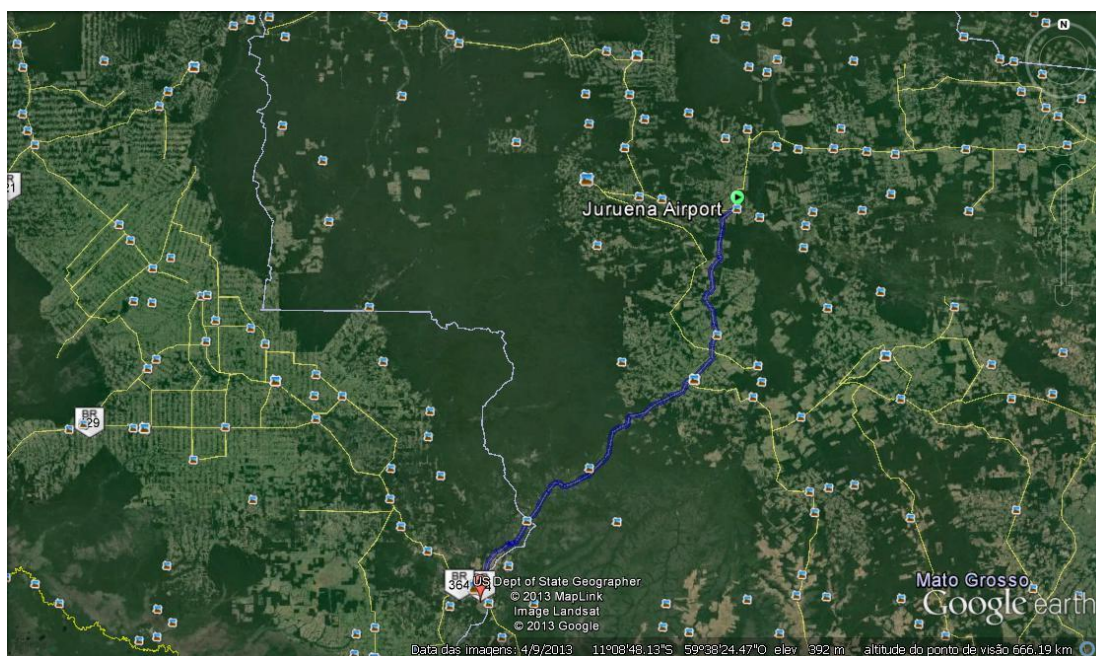 N
Juruena Airport
BR
364
US Dept of State Geographer
© 2013 MapLink
Image Landsat
© 2013 Google
Mato Grosso
Google earth
Data das imagens: 4/9/2013 11°08'48.13"S 59°38'24.47"O elev 392 m altitude do ponto de visão 666.19 km